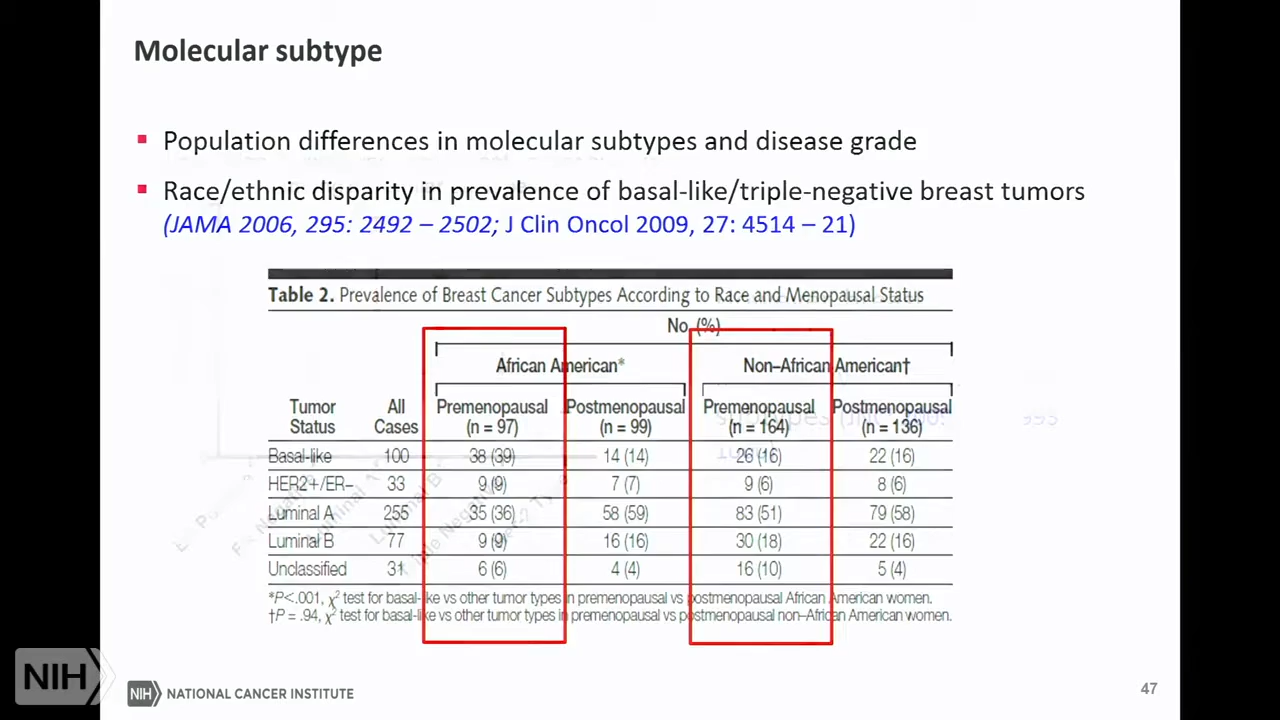 Molecular subtype
Population differences in molecular subtypes and disease grade
Race/ethnic disparity in prevalence of basal-like/triple-negative breast tumors
(JAMA 2006, 295: 2492 – 2502; J Clin Oncol 2009, 27: 4514 – 21)
Table 2. Prevalence of Breast Cancer Subtypes According to Race and Menopausal Status
No. (%)
African American* Non–African American†
Tumor Status All Cases Premenopausal (n = 97) Postmenopausal (n = 99) Premenopausal (n = 164) Postmenopausal (n = 136)
Basal-like 100 38 (39) 14 (14) 26 (16) 22 (16)
HER2+/ER– 33 9 (9) 7 (7) 9 (6) 8 (6)
Luminal A 255 35 (36) 58 (59) 83 (51) 79 (58)
Luminal B 77 9 (9) 16 (16) 30 (18) 22 (16)
Unclassified 31 6 (6) 4 (4) 16 (10) 5 (4)
*P<.001, χ² test for basal-like vs other tumor types in premenopausal vs postmenopausal African American women.
†P = .94, χ² test for basal-like vs other tumor types in premenopausal vs postmenopausal non–African American women.
NIH
NIH NATIONAL CANCER INSTITUTE
47